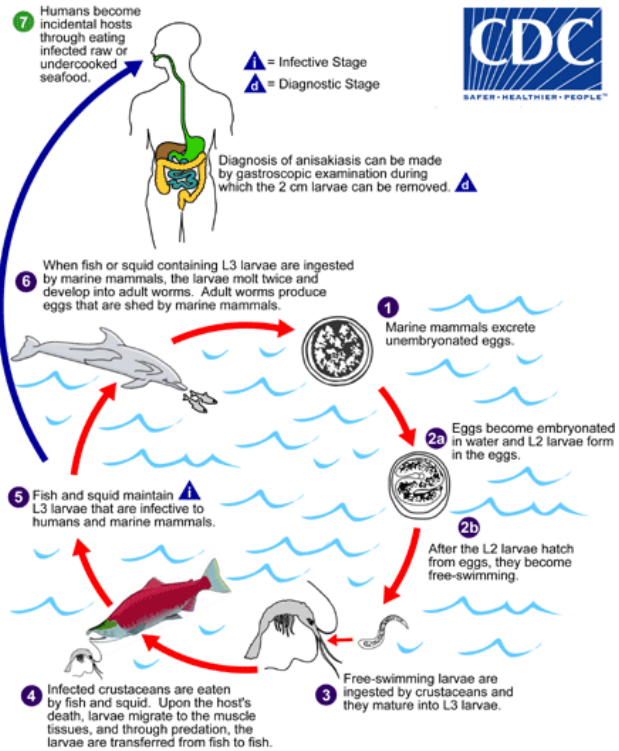 7 Humans become
incidental hosts
through eating
infected raw or
undercooked
seafood.
i = Infective Stage
d = Diagnostic Stage
CDC
SAFER•HEALTHIER•PEOPLE™
Diagnosis of anisakiasis can be made
by gastroscopic examination during
which the 2 cm larvae can be removed. d
6 When fish or squid containing L3 larvae are ingested
by marine mammals, the larvae molt twice and
develop into adult worms. Adult worms produce
eggs that are shed by marine mammals.
1
Marine mammals excrete
unembryonated eggs.
2a Eggs become embryonated
in water and L2 larvae form
in the eggs.
2b
After the L2 larvae hatch
from eggs, they become
free-swimming.
5 Fish and squid maintain i
L3 larvae that are infective to
humans and marine mammals.
3 Free-swimming larvae are
ingested by crustaceans and
they mature into L3 larvae.
4 Infected crustaceans are eaten
by fish and squid. Upon the host's
death, larvae migrate to the muscle
tissues, and through predation, the
larvae are transferred from fish to fish.